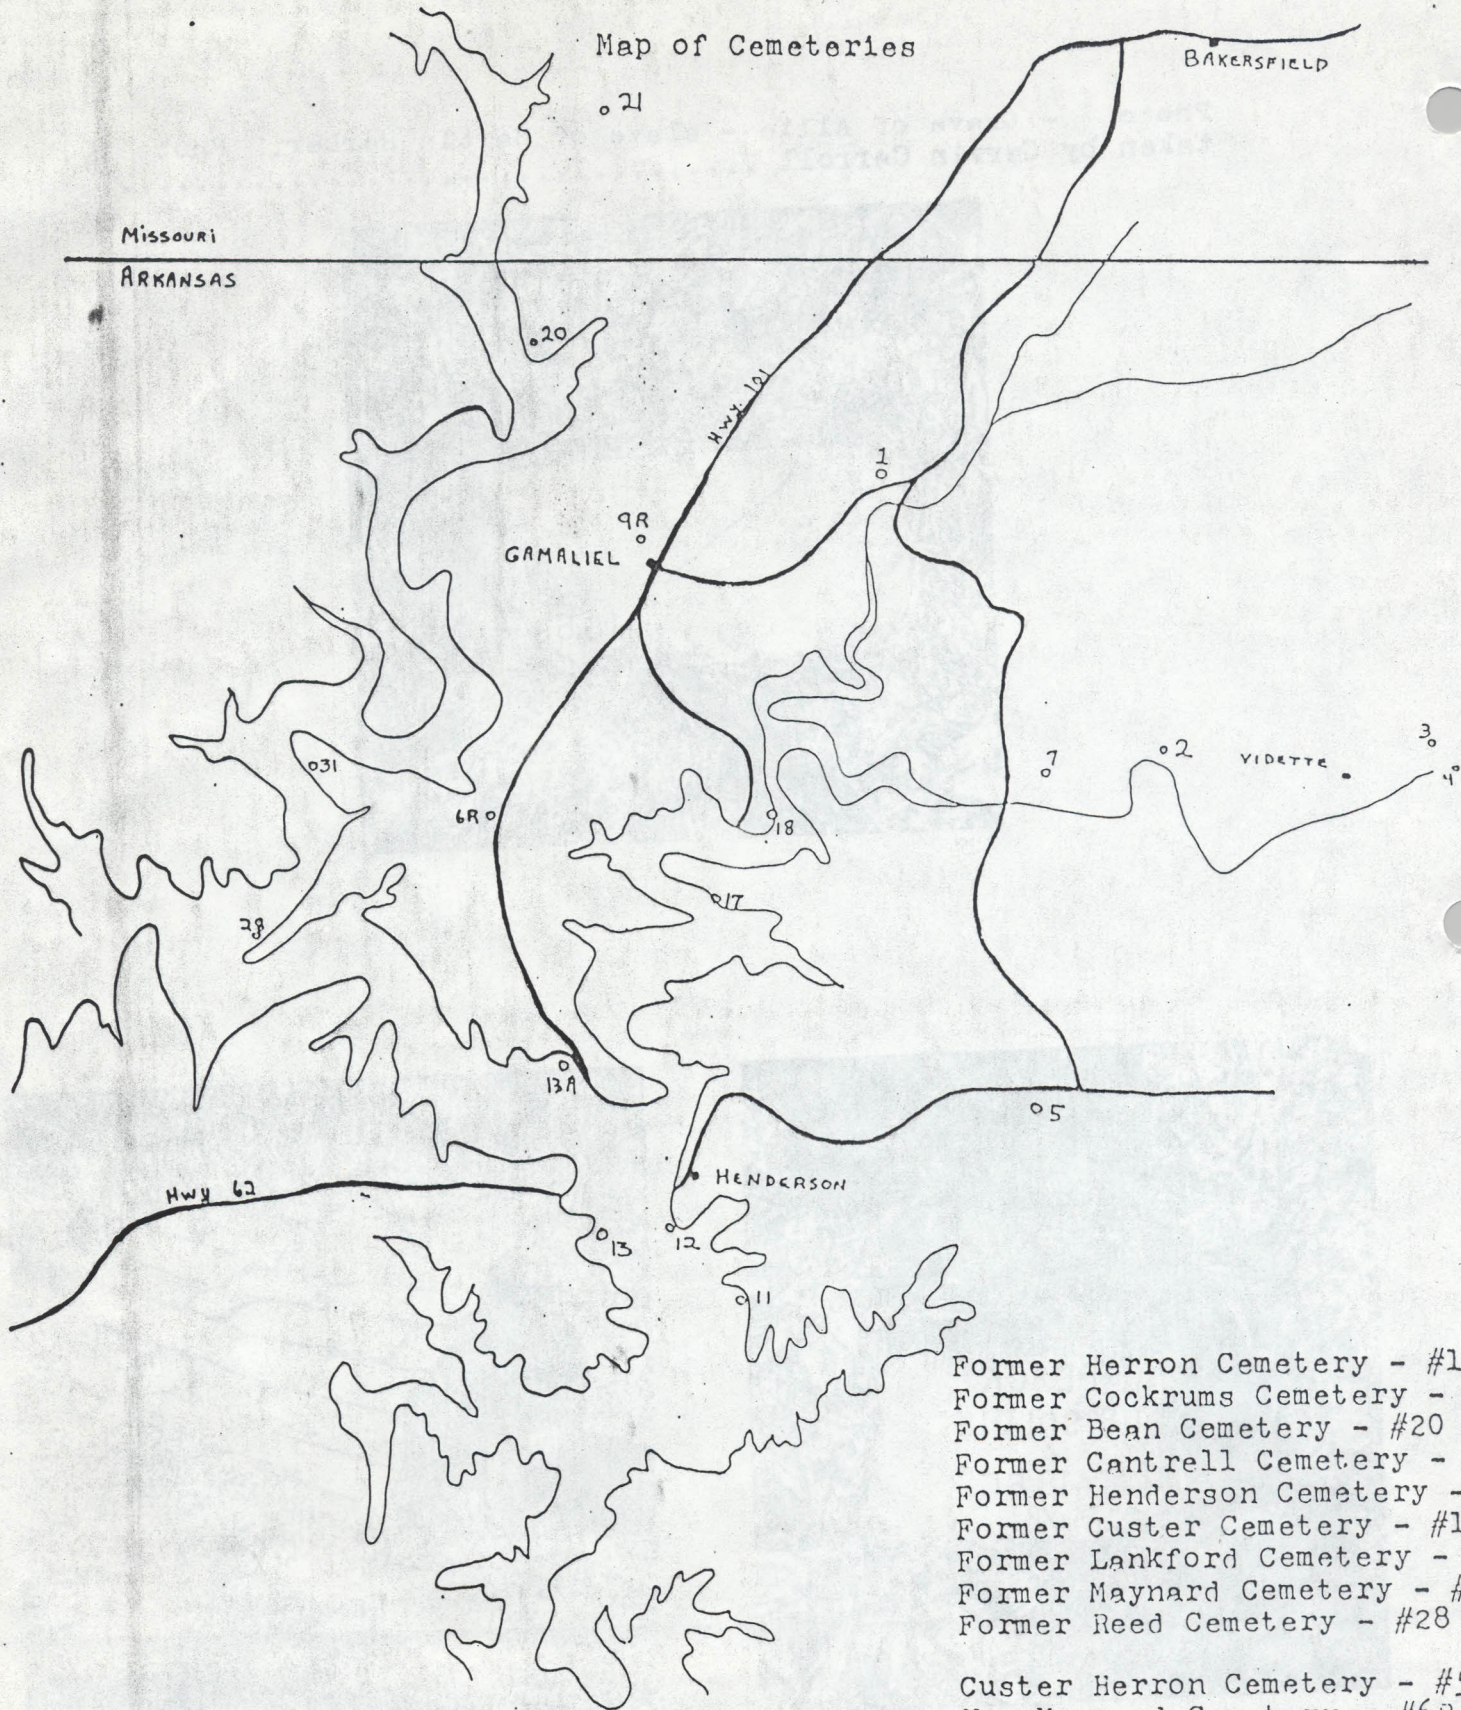 Map of Cemeteries
BAKERSFIELD
21
MISSOURI
ARKANSAS
20
HWY. 101
1
9R
GAMALIEL
31
6R
18
7
2
VIDETTE
3
4
17
28
13A
5
HENDERSON
HWY 62
13
12
11
Former Herron Cemetery - #1
Former Cockrums Cemetery -
Former Bean Cemetery - #20
Former Cantrell Cemetery -
Former Henderson Cemetery -
Former Custer Cemetery - #1
Former Lankford Cemetery -
Former Maynard Cemetery - #
Former Reed Cemetery - #28
Custer Herron Cemetery - #5